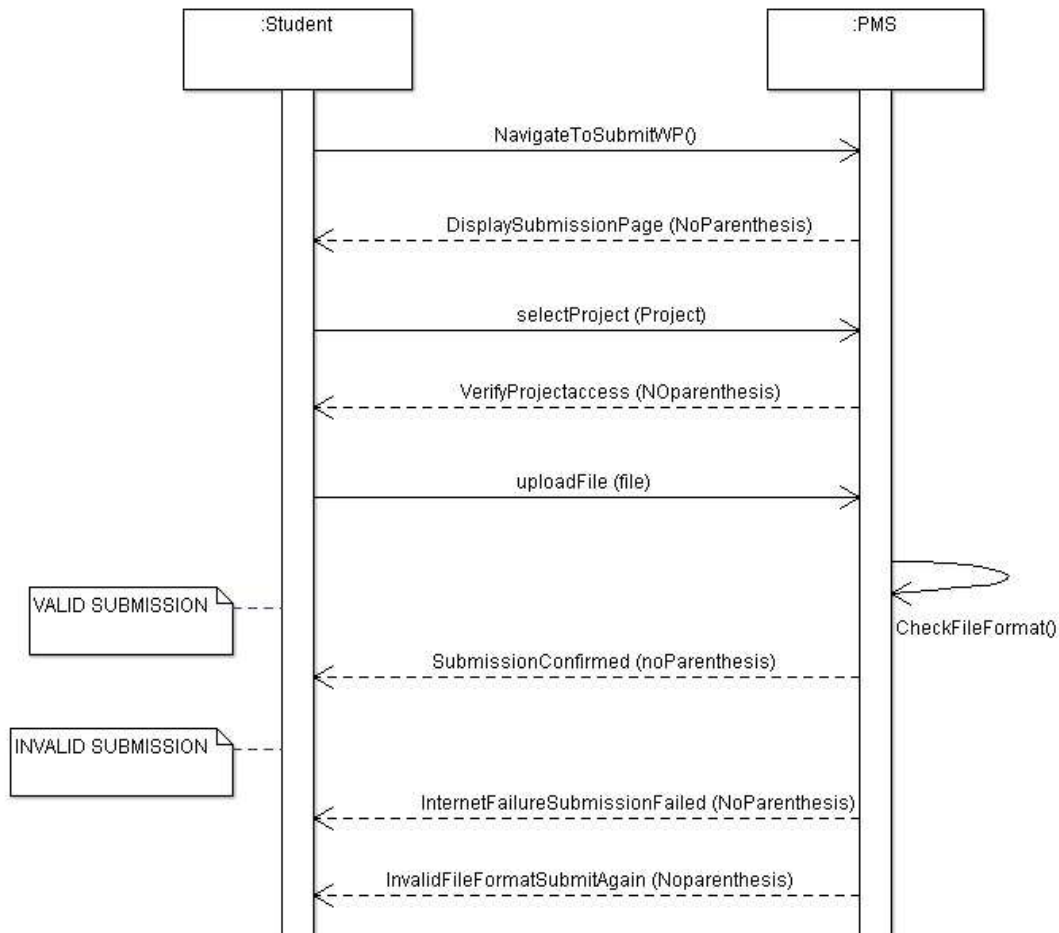 :Student
:PMS
NavigateToSubmitWP()
DisplaySubmissionPage (NoParenthesis)
selectProject (Project)
VerifyProjectaccess (NOparenthesis)
uploadFile (file)
VALID SUBMISSION
CheckFileFormat()
SubmissionConfirmed (noParenthesis)
INVALID SUBMISSION
InternetFailureSubmissionFailed (NoParenthesis)
InvalidFileFormatSubmitAgain (Noparenthesis)